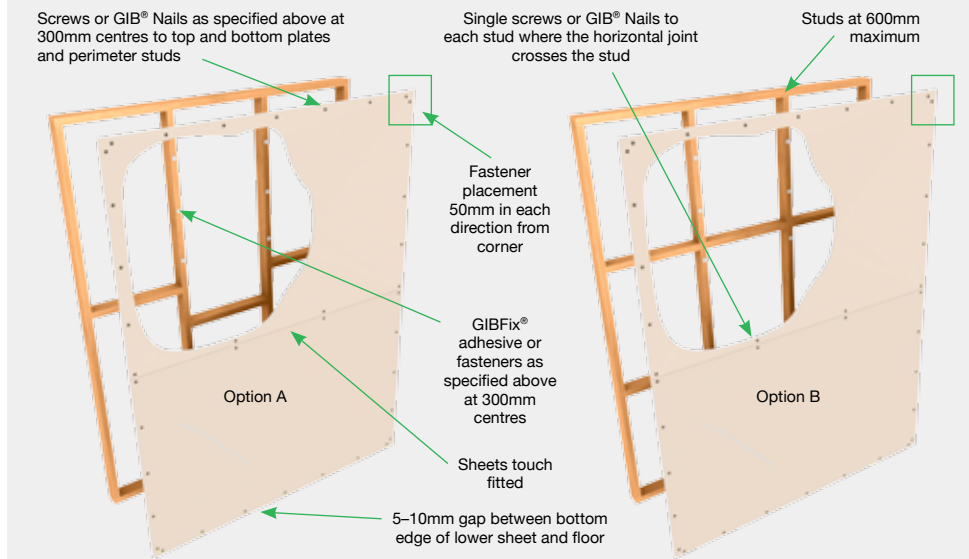 Screws or GIB® Nails as specified above at
300mm centres to top and bottom plates
and perimeter studs
Single screws or GIB® Nails to
each stud where the horizontal joint
crosses the stud
Studs at 600mm
maximum
Fastener
placement
50mm in each
direction from
corner
GIBFix®
adhesive or
fasteners as
specified above
at 300mm
centres
Option A
Option B
Sheets touch
fitted
5–10mm gap between bottom
edge of lower sheet and floor